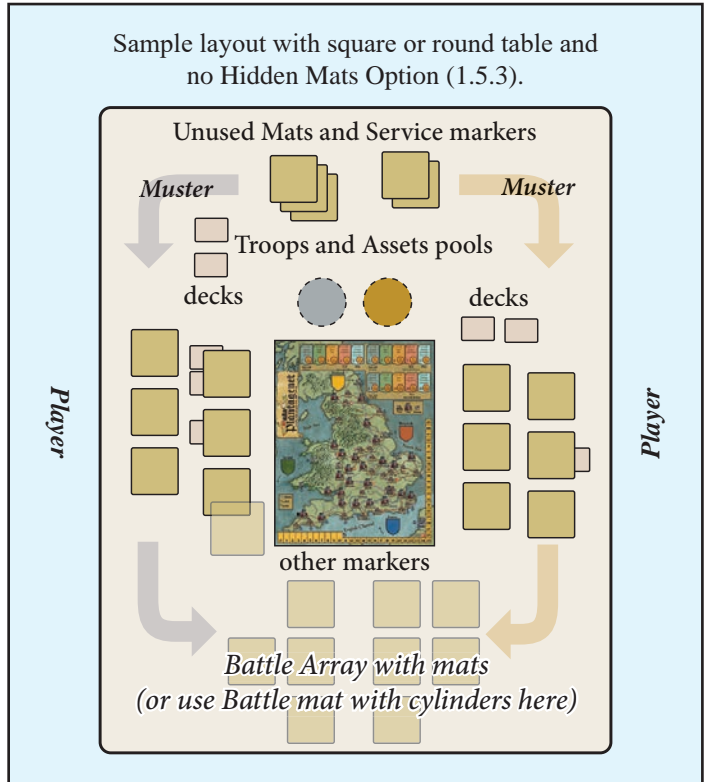 Sample layout with square or round table and
no Hidden Mats Option (1.5.3).
Unused Mats and Service markers
Muster
Muster
Troops and Assets pools
decks
decks
Player
Player
Plantagenet
other markers
Battle Array with mats
(or use Battle mat with cylinders here)